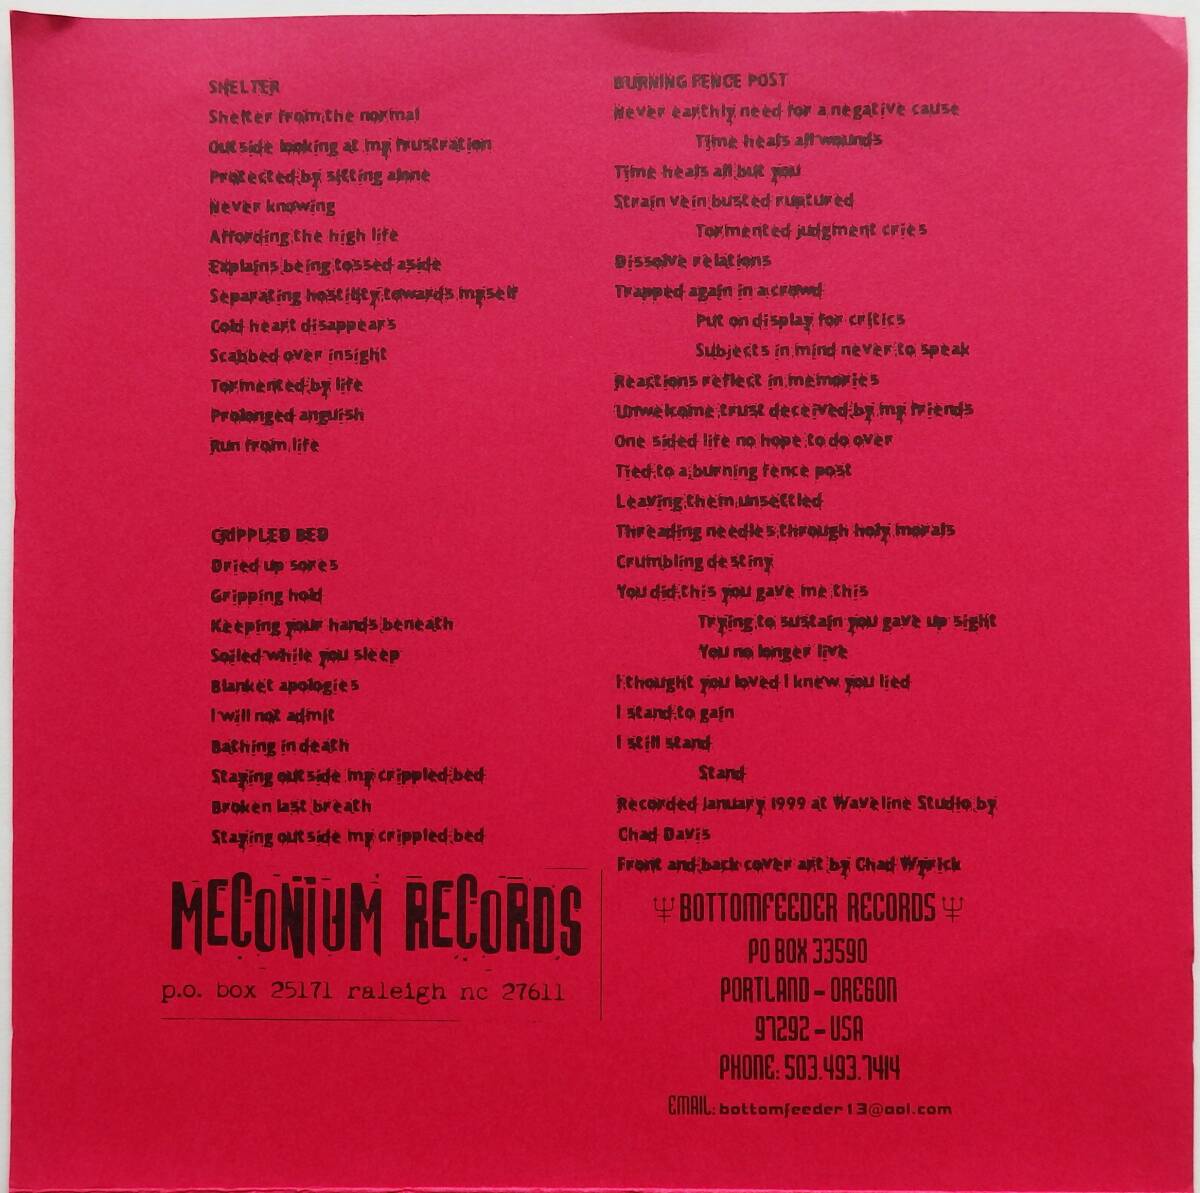 SHELTER
Shelter from the normal
Outside looking at my frustration
Protected by sitting alone
Never knowing
Affording the high life
Explains being tossed aside
Separating hostility towards myself
Cold heart disappears
Scabbed over insight
Tormented by life
Prolonged anguish
Run from life
CRIPPLED BED
Dried up sores
Gripping hold
Keeping your hands beneath
Soiled while you sleep
Blanket apologies
I will not admit
Bathing in death
Staying outside my crippled bed
Broken last breath
Staying outside my crippled bed
MECONIUM RECORDS
p.o. box 25171 raleigh nc 27611
BURNING FENCE POST
Never earthly need for a negative cause
Time heals all wounds
Time heals all but you
Strain vein busted ruptured
Tormented judgment cries
Dissolve relations
Trapped again in a crowd
Put on display for critics
Subjects in mind never to speak
Reactions reflect in memories
Unwelcome trust deceived by my friends
One sided life no hope to do over
Tied to a burning fence post
Leaving them unsettled
Threading needles through holy morals
Crumbling destiny
You did this you gave me this
Trying to sustain you gave up sight
You no longer live
I thought you loved I knew you lied
I stand to gain
I still stand
Stand
Recorded January 1999 at Waveline Studio by
Chad Davis
Front and back cover art by Chad Wyrick
BOTTOMFEEDER RECORDS
PO BOX 33590
PORTLAND - OREGON
97292 - USA
PHONE: 503.493.7414
EMAIL: bottomfeeder13@aol.com